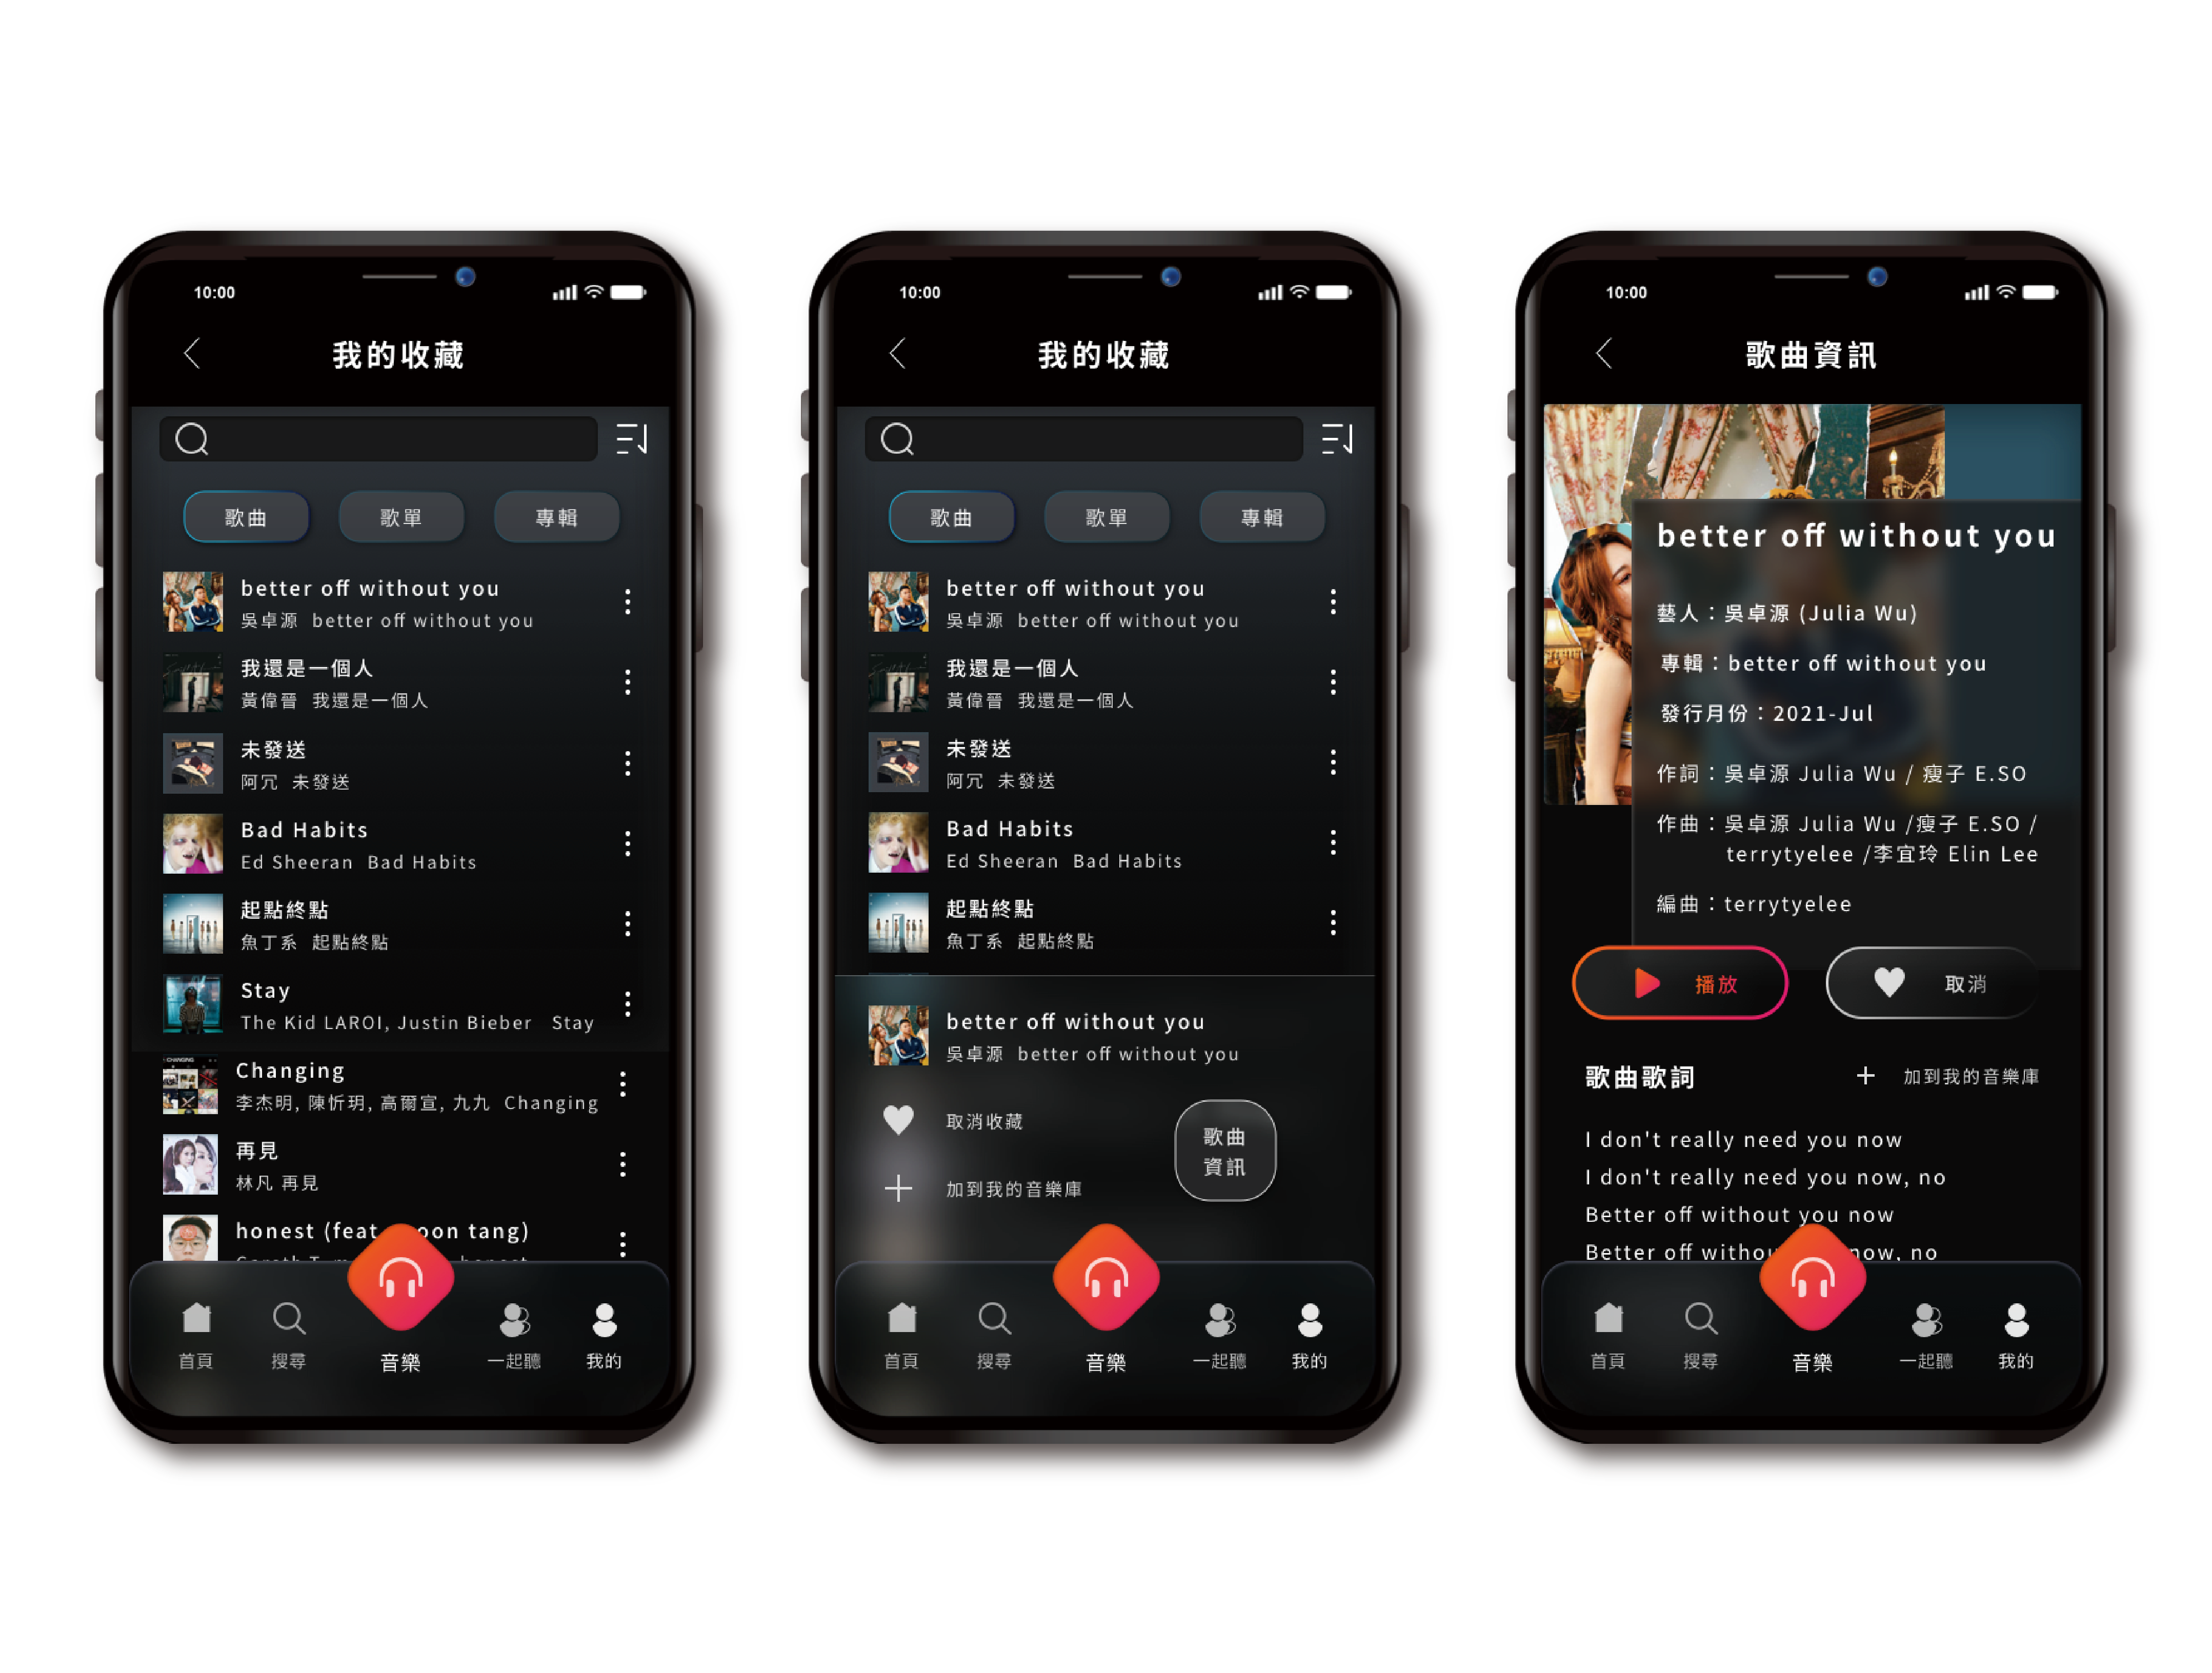 10:00
我的收藏
歌曲 歌單 專輯
better off without you
吳卓源 better off without you
我還是一個人
黃偉晉 我還是一個人
未發送
阿冗 未發送
Bad Habits
Ed Sheeran Bad Habits
起點終點
魚丁糸 起點終點
Stay
The Kid LAROI, Justin Bieber Stay
CHANGING
Changing
李杰明, 陳忻玥, 高爾宣, 九九 Changing
再見
林凡 再見
honest (feat oon tang)
首頁 搜尋 音樂 一起聽 我的
10:00
我的收藏
歌曲 歌單 專輯
better off without you
吳卓源 better off without you
我還是一個人
黃偉晉 我還是一個人
未發送
阿冗 未發送
Bad Habits
Ed Sheeran Bad Habits
起點終點
魚丁糸 起點終點
better off without you
吳卓源 better off without you
取消收藏
歌曲
資訊
加到我的音樂庫
首頁 搜尋 音樂 一起聽 我的
10:00
歌曲資訊
better off without you
藝人：吳卓源 (Julia Wu)
專輯：better off without you
發行月份：2021-Jul
作詞：吳卓源 Julia Wu / 瘦子 E.SO
作曲：吳卓源 Julia Wu /瘦子 E.SO /
terrytyelee /李宜玲 Elin Lee
編曲：terrytyelee
播放 取消
歌曲歌詞 + 加到我的音樂庫
I don't really need you now
I don't really need you now, no
Better off without you now
Better off withou now, no
首頁 搜尋 音樂 一起聽 我的